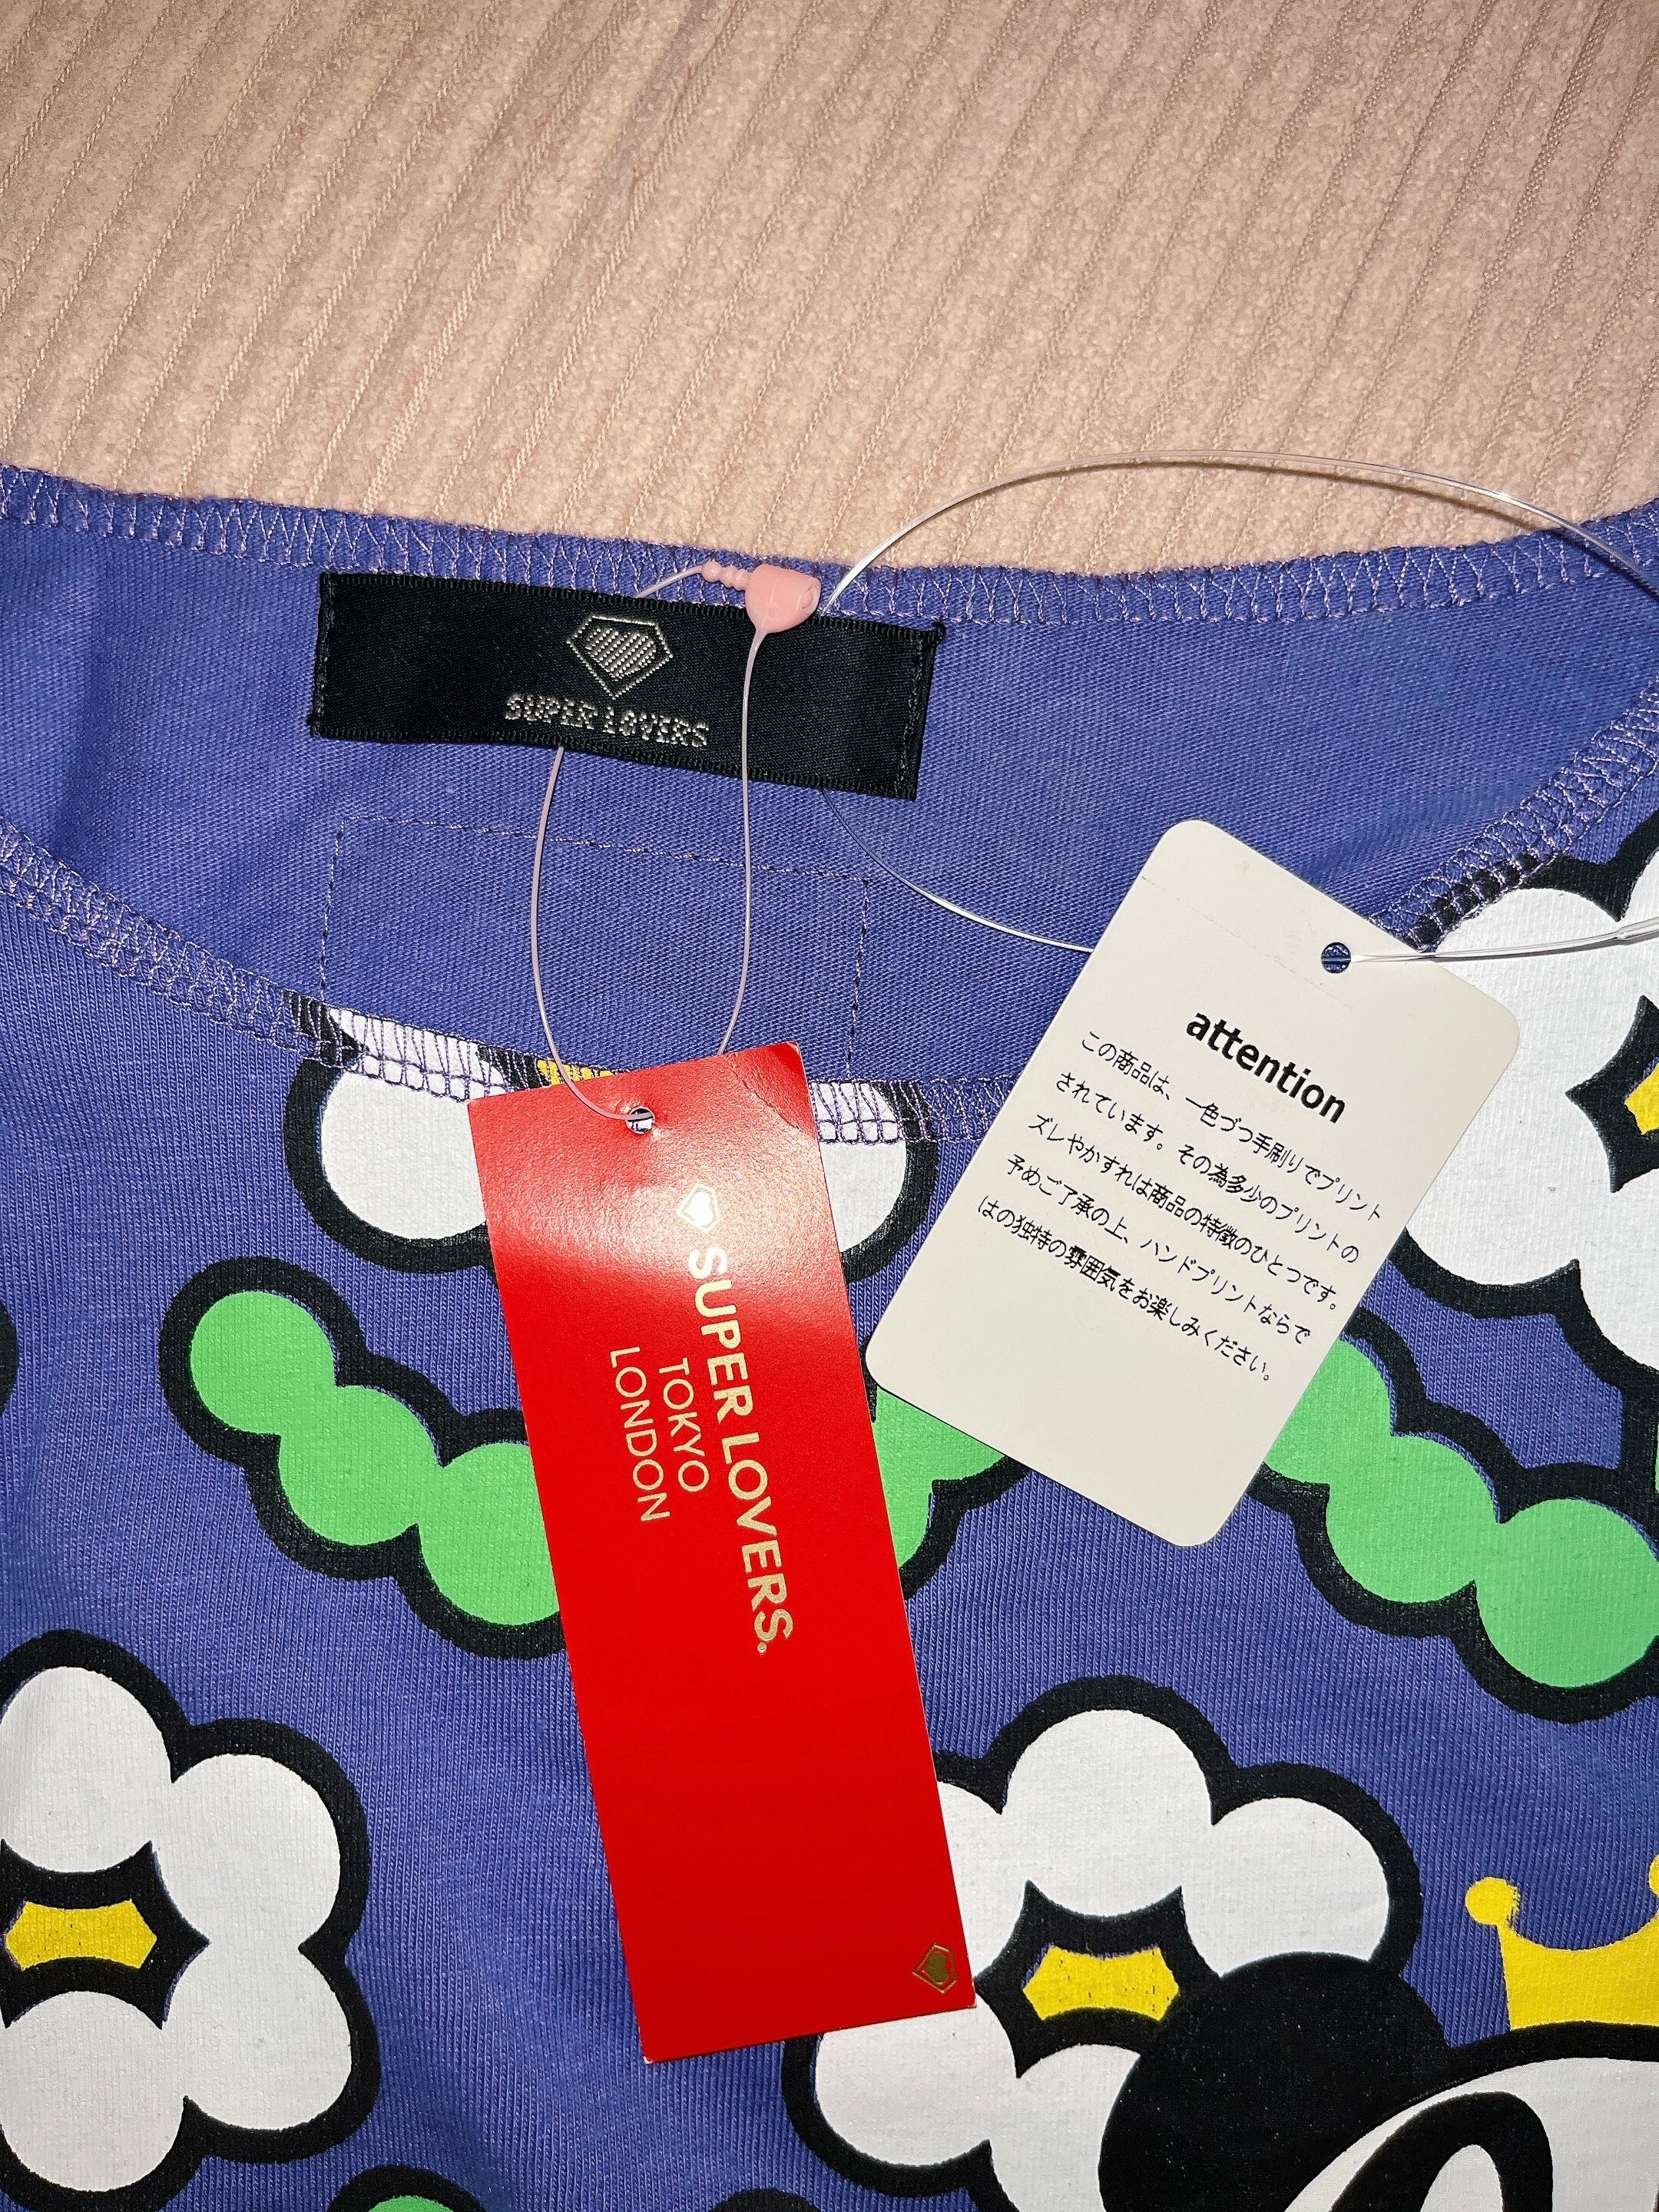 SUPER LOVERS
attention
この商品は、一色づつ手刷りでプリント
されています。その為多少のプリントの
ズレやかすれは商品の特徴のひとつです。
予めご了承の上、ハンドプリントならで
はの独特の雰囲気をお楽しみください。
SUPER LOVERS.
TOKYO
LONDON